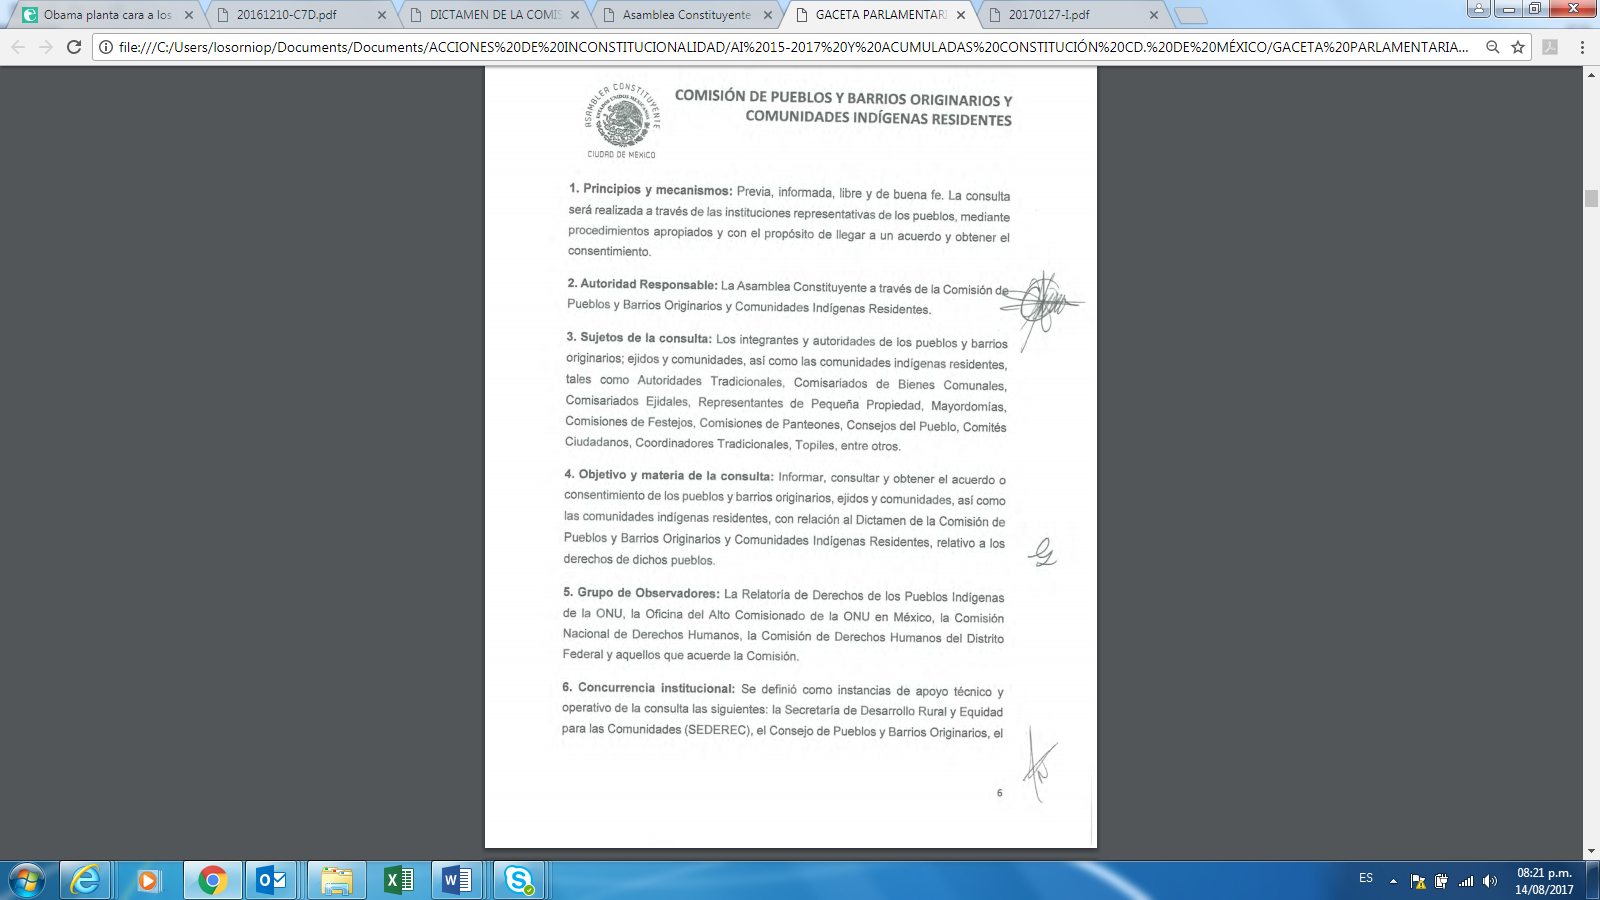 Obama planta cara a los
20161210-C7D.pdf
DICTAMEN DE LA COMIS
Asamblea Constituyente
GACETA PARLAMENTARI
20170127-I.pdf
file:///C:/Users/losorniop/Documents/Documents/ACCIONES%20DE%20INCONSTITUCIONALIDAD/AI%2015-2017%20Y%20ACUMULADAS%20CONSTITUCIÓN%20CD.%20DE%20MÉXICO/GACETA%20PARLAMENTARIA...
ASAMBLEA CONSTITUYENTE
ESTADOS UNIDOS MEXICANOS
CIUDAD DE MÉXICO
COMISIÓN DE PUEBLOS Y BARRIOS ORIGINARIOS Y
COMUNIDADES INDÍGENAS RESIDENTES
1. Principios y mecanismos: Previa, informada, libre y de buena fe. La consulta
será realizada a través de las instituciones representativas de los pueblos, mediante
procedimientos apropiados y con el propósito de llegar a un acuerdo y obtener el
consentimiento.
2. Autoridad Responsable: La Asamblea Constituyente a través de la Comisión de
Pueblos y Barrios Originarios y Comunidades Indígenas Residentes.
3. Sujetos de la consulta: Los integrantes y autoridades de los pueblos y barrios
originarios; ejidos y comunidades, así como las comunidades indígenas residentes,
tales como Autoridades Tradicionales, Comisariados de Bienes Comunales,
Comisariados Ejidales, Representantes de Pequeña Propiedad, Mayordomías,
Comisiones de Festejos, Comisiones de Panteones, Consejos del Pueblo, Comités
Ciudadanos, Coordinadores Tradicionales, Topiles, entre otros.
4. Objetivo y materia de la consulta: Informar, consultar y obtener el acuerdo o
consentimiento de los pueblos y barrios originarios, ejidos y comunidades, así como
las comunidades indígenas residentes, con relación al Dictamen de la Comisión de
Pueblos y Barrios Originarios y Comunidades Indígenas Residentes, relativo a los
derechos de dichos pueblos.
5. Grupo de Observadores: La Relatoría de Derechos de los Pueblos Indígenas
de la ONU, la Oficina del Alto Comisionado de la ONU en México, la Comisión
Nacional de Derechos Humanos, la Comisión de Derechos Humanos del Distrito
Federal y aquellos que acuerde la Comisión.
6. Concurrencia institucional: Se definió como instancias de apoyo técnico y
operativo de la consulta las siguientes: la Secretaría de Desarrollo Rural y Equidad
para las Comunidades (SEDEREC), el Consejo de Pueblos y Barrios Originarios, el
6
ES
08:21 p.m.
14/08/2017